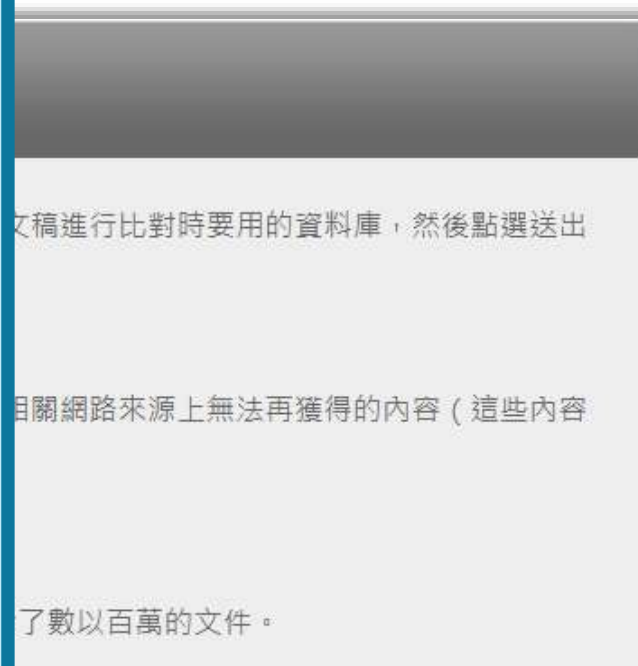 文稿進行比對時要用的資料庫，然後點選送出
相關網路來源上無法再獲得的內容 ( 這些內容
了數以百萬的文件。